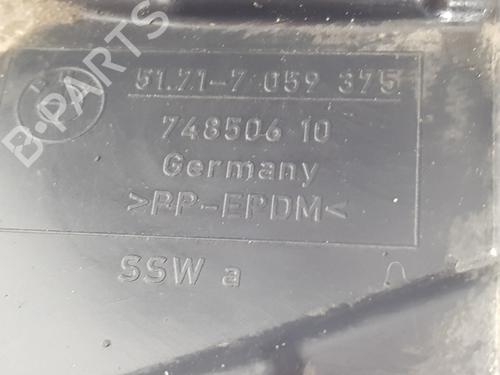 B-PARTS
51.71-7 059 375
748506 10
Germany
>PP-EPDM<
SSW a